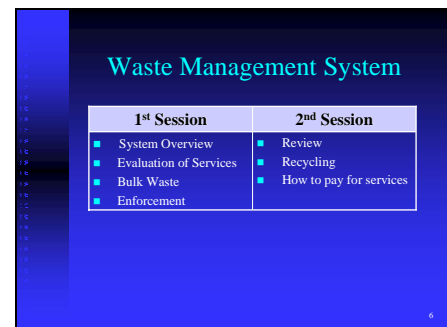 Waste Management System
1st Session
2nd Session
System Overview
Evaluation of Services
Bulk Waste
Enforcement
Review
Recycling
How to pay for services
6